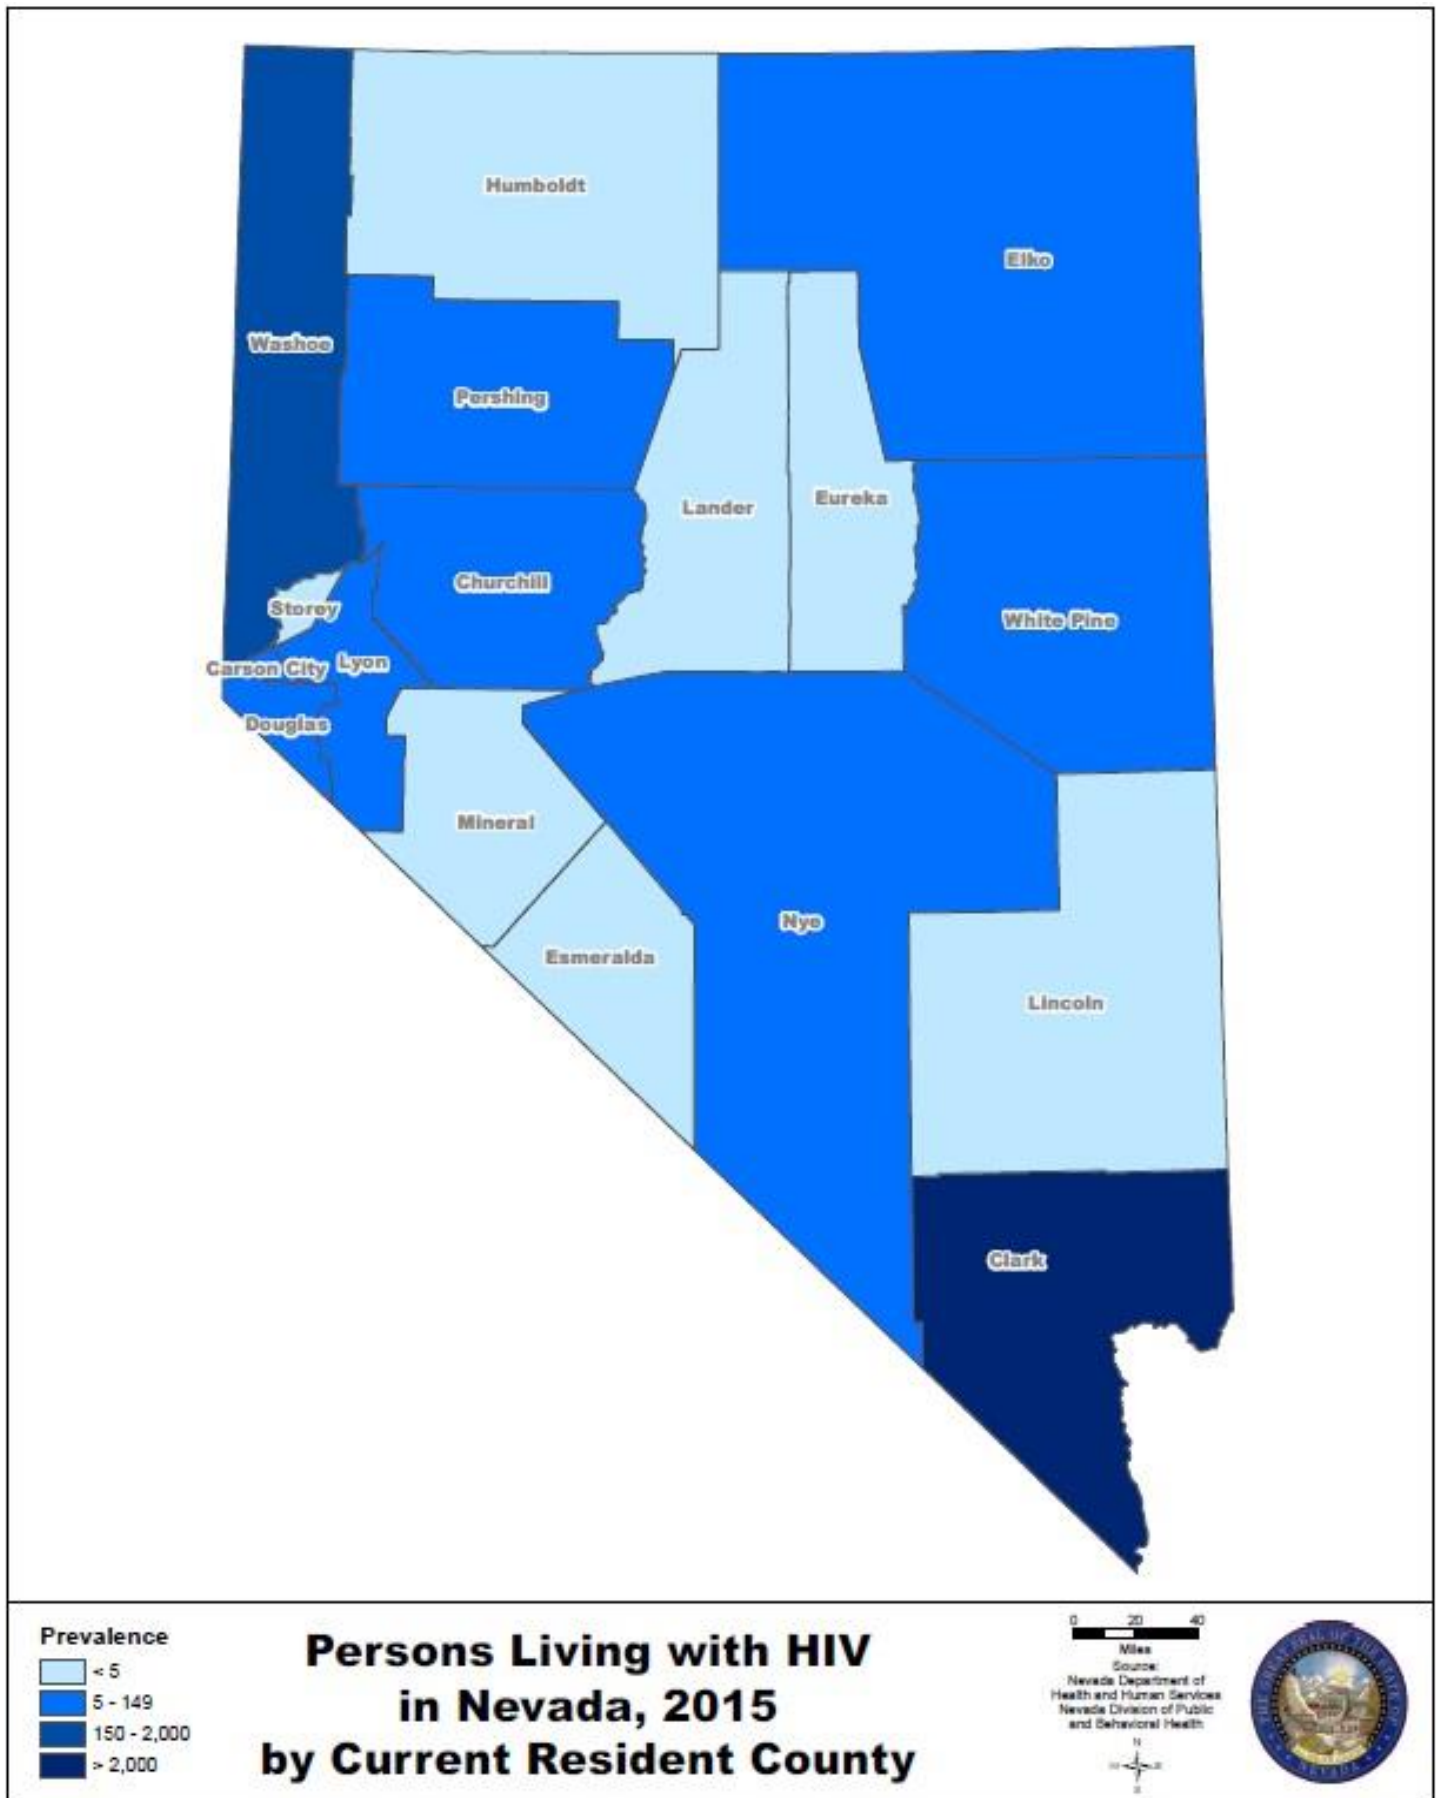 Humboldt
Elko
Washoe
Pershing
Lander
Eureka
Churchill
Storey
White Pine
Carson City
Lyon
Douglas
Mineral
Nye
Esmeralda
Lincoln
Clark
Prevalence
< 5
5 - 149
150 - 2,000
> 2,000
Persons Living with HIV
in Nevada, 2015
by Current Resident County
0 20 40
Miles
Source:
Nevada Department of
Health and Human Services
Nevada Division of Public
and Behavioral Health
N
S
NEVADA